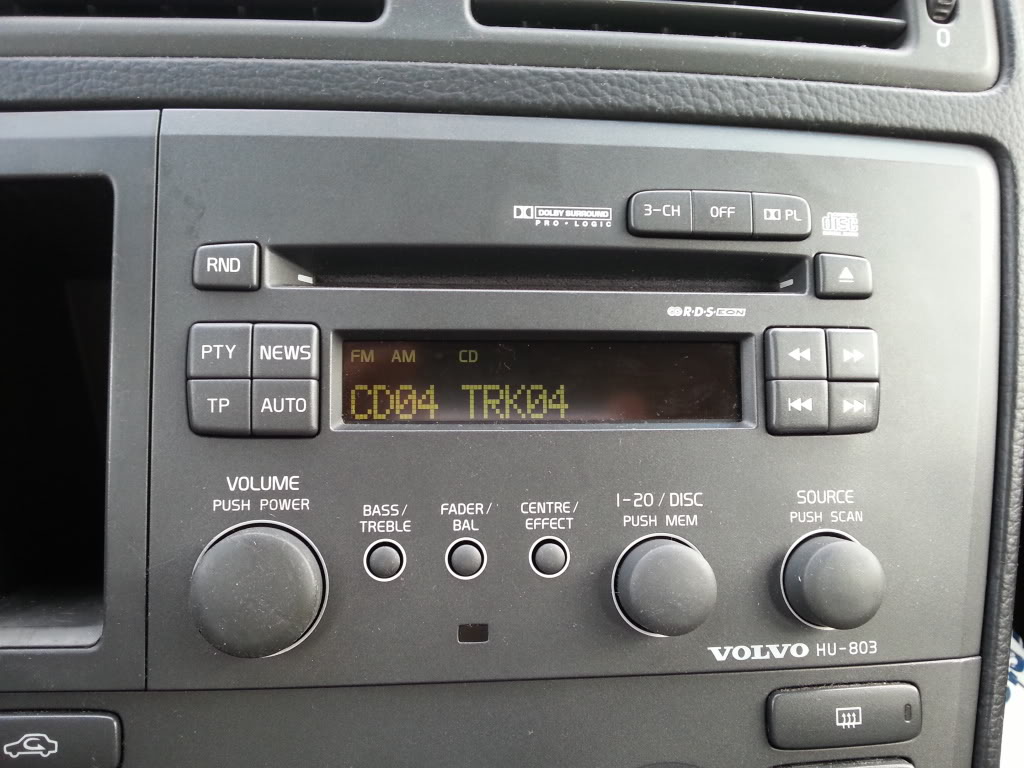 0
3-CH OFF PL
DOLBY SURROUND
PRO·LOGIC
disc
RND
R·D·S EON
PTY NEWS
TP AUTO
FM AM CD
CD04 TRK04
VOLUME
PUSH POWER
BASS/
TREBLE
FADER/
BAL
CENTRE/
EFFECT
1-20/DISC
PUSH MEM
SOURCE
PUSH SCAN
VOLVO HU-803